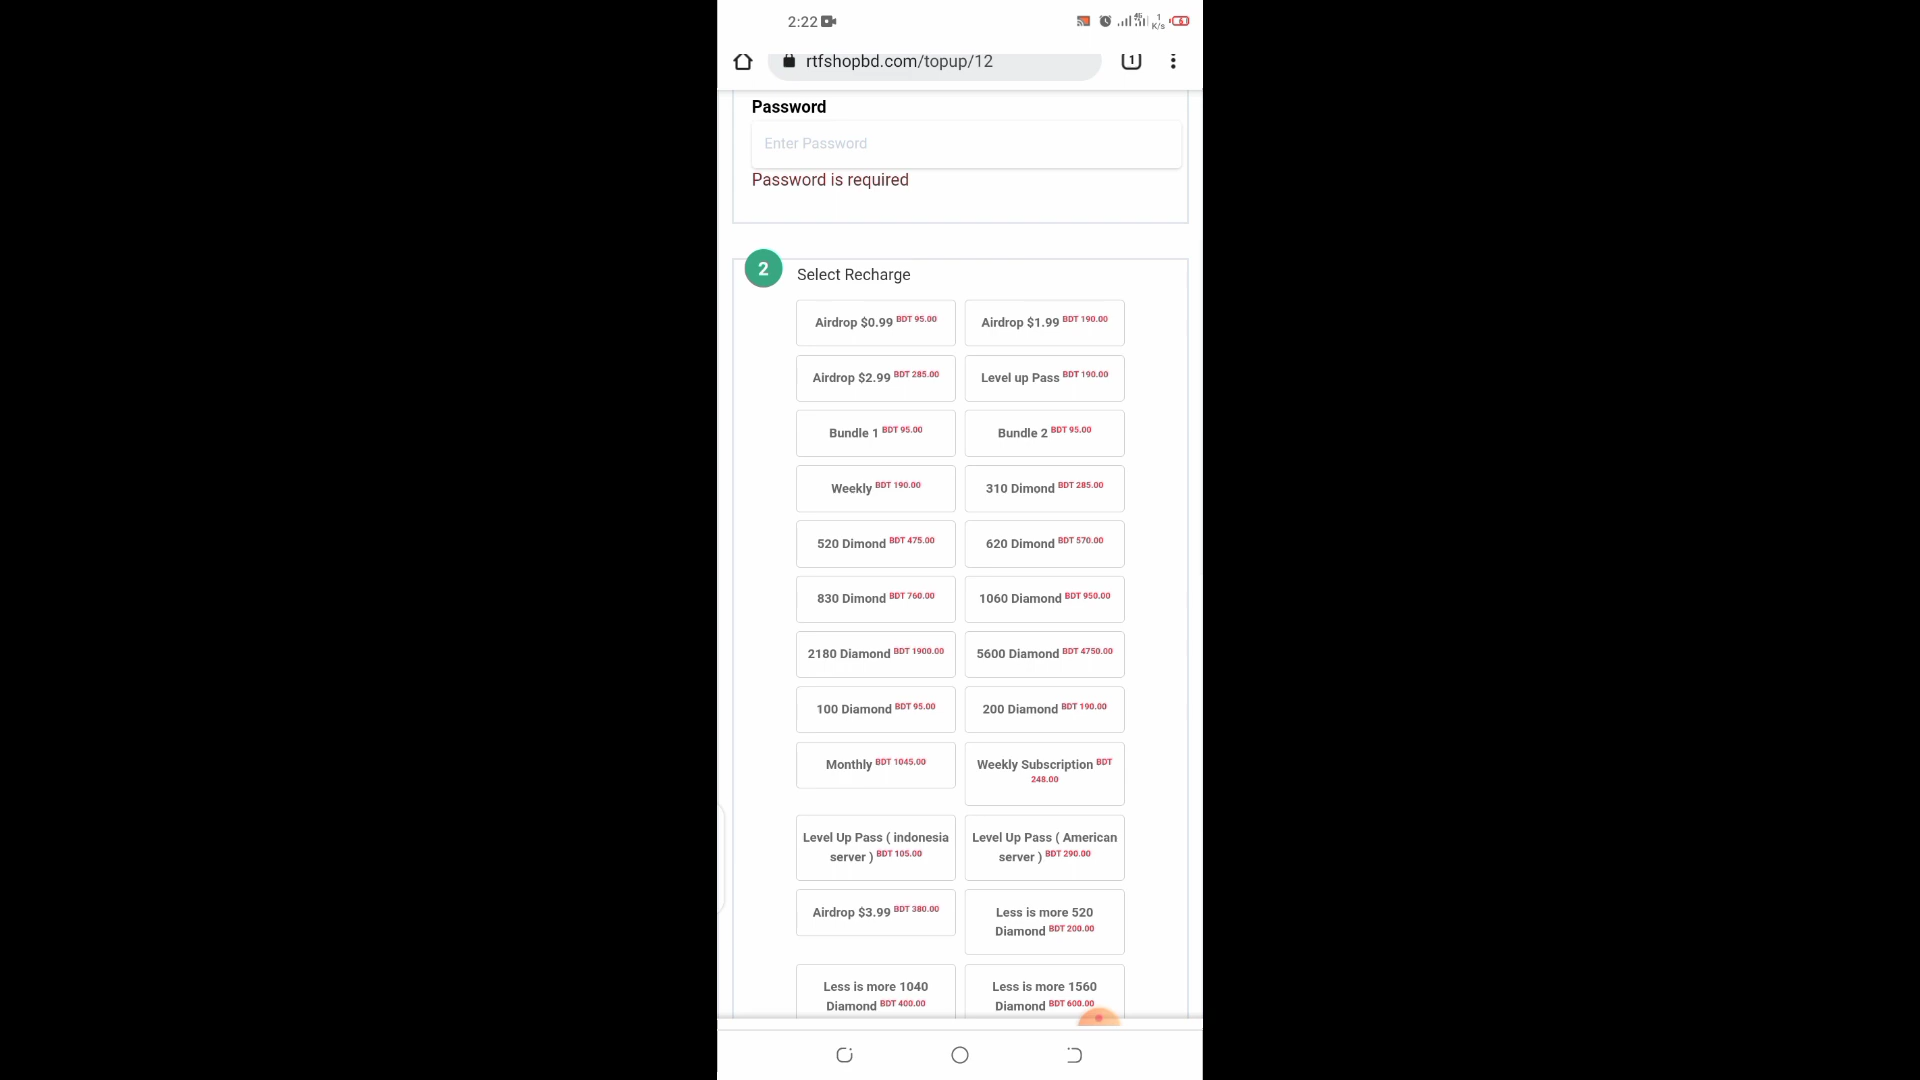 2:22
4G
1
K/s
6
rtfshopbd.com/topup/12
1
Password
Enter Password
Password is required
2
Select Recharge
Airdrop $0.99 BDT 95.00
Airdrop $1.99 BDT 190.00
Airdrop $2.99 BDT 285.00
Level up Pass BDT 190.00
Bundle 1 BDT 95.00
Bundle 2 BDT 95.00
Weekly BDT 190.00
310 Dimond BDT 285.00
520 Dimond BDT 475.00
620 Dimond BDT 570.00
830 Dimond BDT 760.00
1060 Diamond BDT 950.00
2180 Diamond BDT 1900.00
5600 Diamond BDT 4750.00
100 Diamond BDT 95.00
200 Diamond BDT 190.00
Monthly BDT 1045.00
Weekly Subscription BDT
248.00
Level Up Pass ( indonesia
server ) BDT 105.00
Level Up Pass ( American
server ) BDT 290.00
Airdrop $3.99 BDT 380.00
Less is more 520
Diamond BDT 200.00
Less is more 1040
Diamond BDT 400.00
Less is more 1560
Diamond BDT 600.00